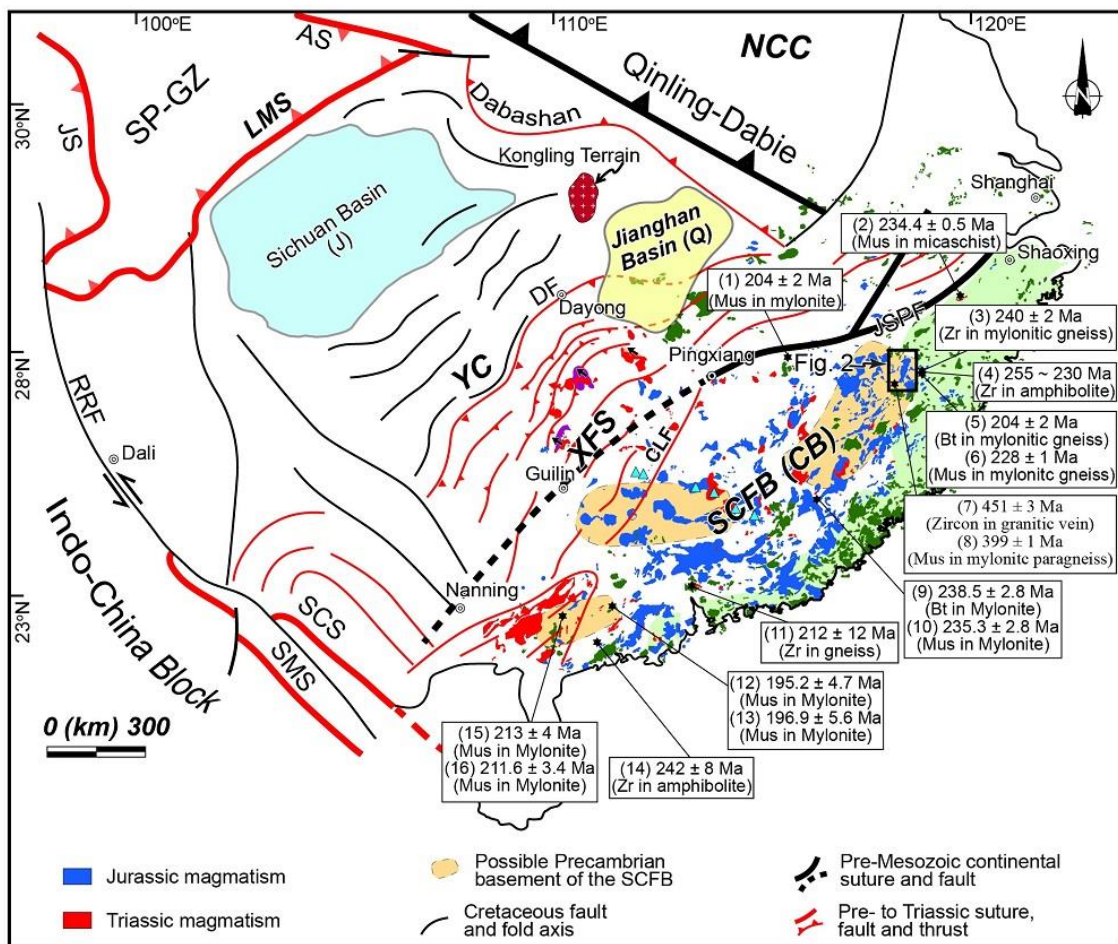 100°E
110°E
120°E
30°N
28°N
23°N
AS
NCC
SP-GZ
JS
LMS
Qinling-Dabie
Dabashan
N
Kongling Terrain
Shanghai
Sichuan Basin
(J)
Jianghan
Basin (Q)
(2) 234.4 ± 0.5 Ma
(Mus in micaschist)
Shaoxing
(1) 204 ± 2 Ma
(Mus in mylonite)
DF
Dayong
JSPF
(3) 240 ± 2 Ma
(Zr in mylonitic gneiss)
Pingxiang
Fig. 2
YC
(4) 255 ~ 230 Ma
(Zr in amphibolite)
RRF
XFS
CLF
(5) 204 ± 2 Ma
(Bt in mylonitic gneiss)
(6) 228 ± 1 Ma
(Mus in mylonitc gneiss)
Dali
Guilin
SCFB (CB)
(7) 451 ± 3 Ma
(Zircon in granitic vein)
(8) 399 ± 1 Ma
(Mus in mylonite paragneiss)
Indo-China Block
Nanning
(9) 238.5 ± 2.8 Ma
(Bt in Mylonite)
(10) 235.3 ± 2.8 Ma
(Mus in Mylonite)
SCS
SMS
(11) 212 ± 12 Ma
(Zr in gneiss)
(12) 195.2 ± 4.7 Ma
(Mus in Mylonite)
(13) 196.9 ± 5.6 Ma
(Mus in Mylonite)
0 (km) 300
(15) 213 ± 4 Ma
(Mus in Mylonite)
(16) 211.6 ± 3.4 Ma
(Mus in Mylonite)
(14) 242 ± 8 Ma
(Zr in amphibolite)
Jurassic magmatism
Possible Precambrian
basement of the SCFB
Pre-Mesozoic continental
suture and fault
Triassic magmatism
Cretaceous fault
and fold axis
Pre- to Triassic suture,
fault and thrust